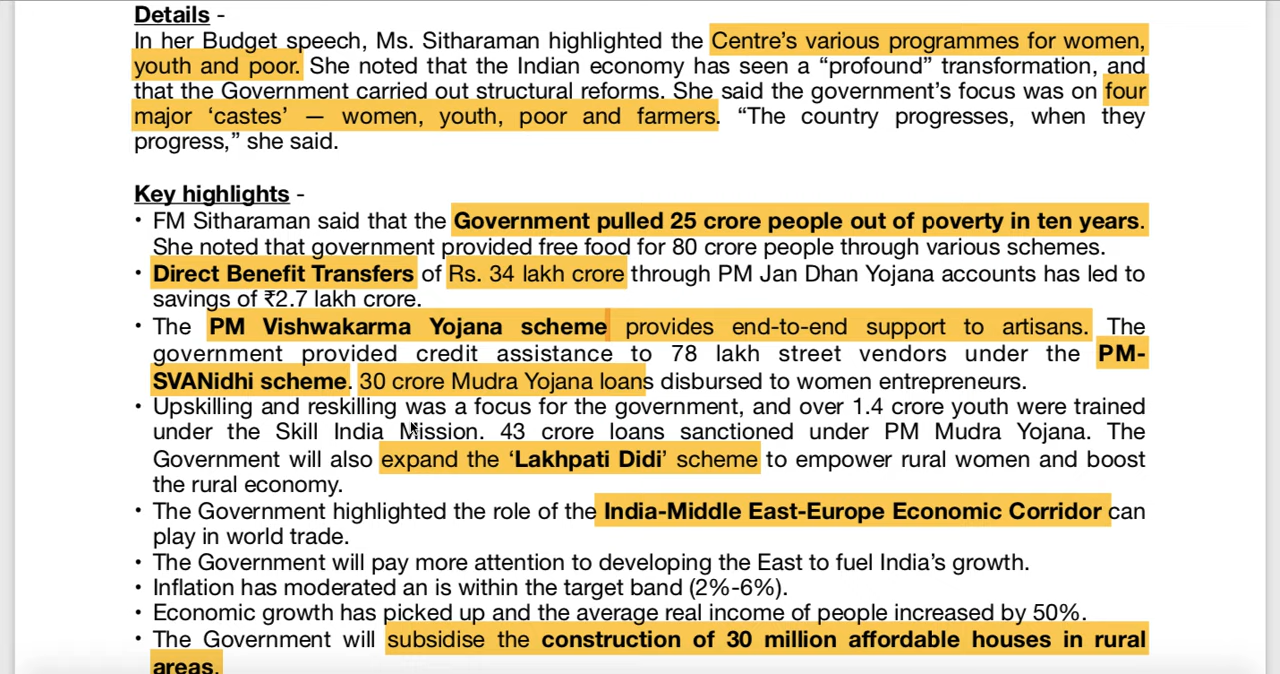 Details -
In her Budget speech, Ms. Sitharaman highlighted the Centre’s various programmes for women,
youth and poor. She noted that the Indian economy has seen a “profound” transformation, and
that the Government carried out structural reforms. She said the government’s focus was on four
major ‘castes’ — women, youth, poor and farmers. “The country progresses, when they
progress,” she said.
Key highlights -
• FM Sitharaman said that the Government pulled 25 crore people out of poverty in ten years.
She noted that government provided free food for 80 crore people through various schemes.
• Direct Benefit Transfers of Rs. 34 lakh crore through PM Jan Dhan Yojana accounts has led to
savings of ₹2.7 lakh crore.
• The PM Vishwakarma Yojana scheme provides end-to-end support to artisans. The
government provided credit assistance to 78 lakh street vendors under the PM-
SVANidhi scheme. 30 crore Mudra Yojana loans disbursed to women entrepreneurs.
• Upskilling and reskilling was a focus for the government, and over 1.4 crore youth were trained
under the Skill India Mission. 43 crore loans sanctioned under PM Mudra Yojana. The
Government will also expand the ‘Lakhpati Didi’ scheme to empower rural women and boost
the rural economy.
• The Government highlighted the role of the India-Middle East-Europe Economic Corridor can
play in world trade.
• The Government will pay more attention to developing the East to fuel India’s growth.
• Inflation has moderated an is within the target band (2%-6%).
• Economic growth has picked up and the average real income of people increased by 50%.
• The Government will subsidise the construction of 30 million affordable houses in rural
areas.